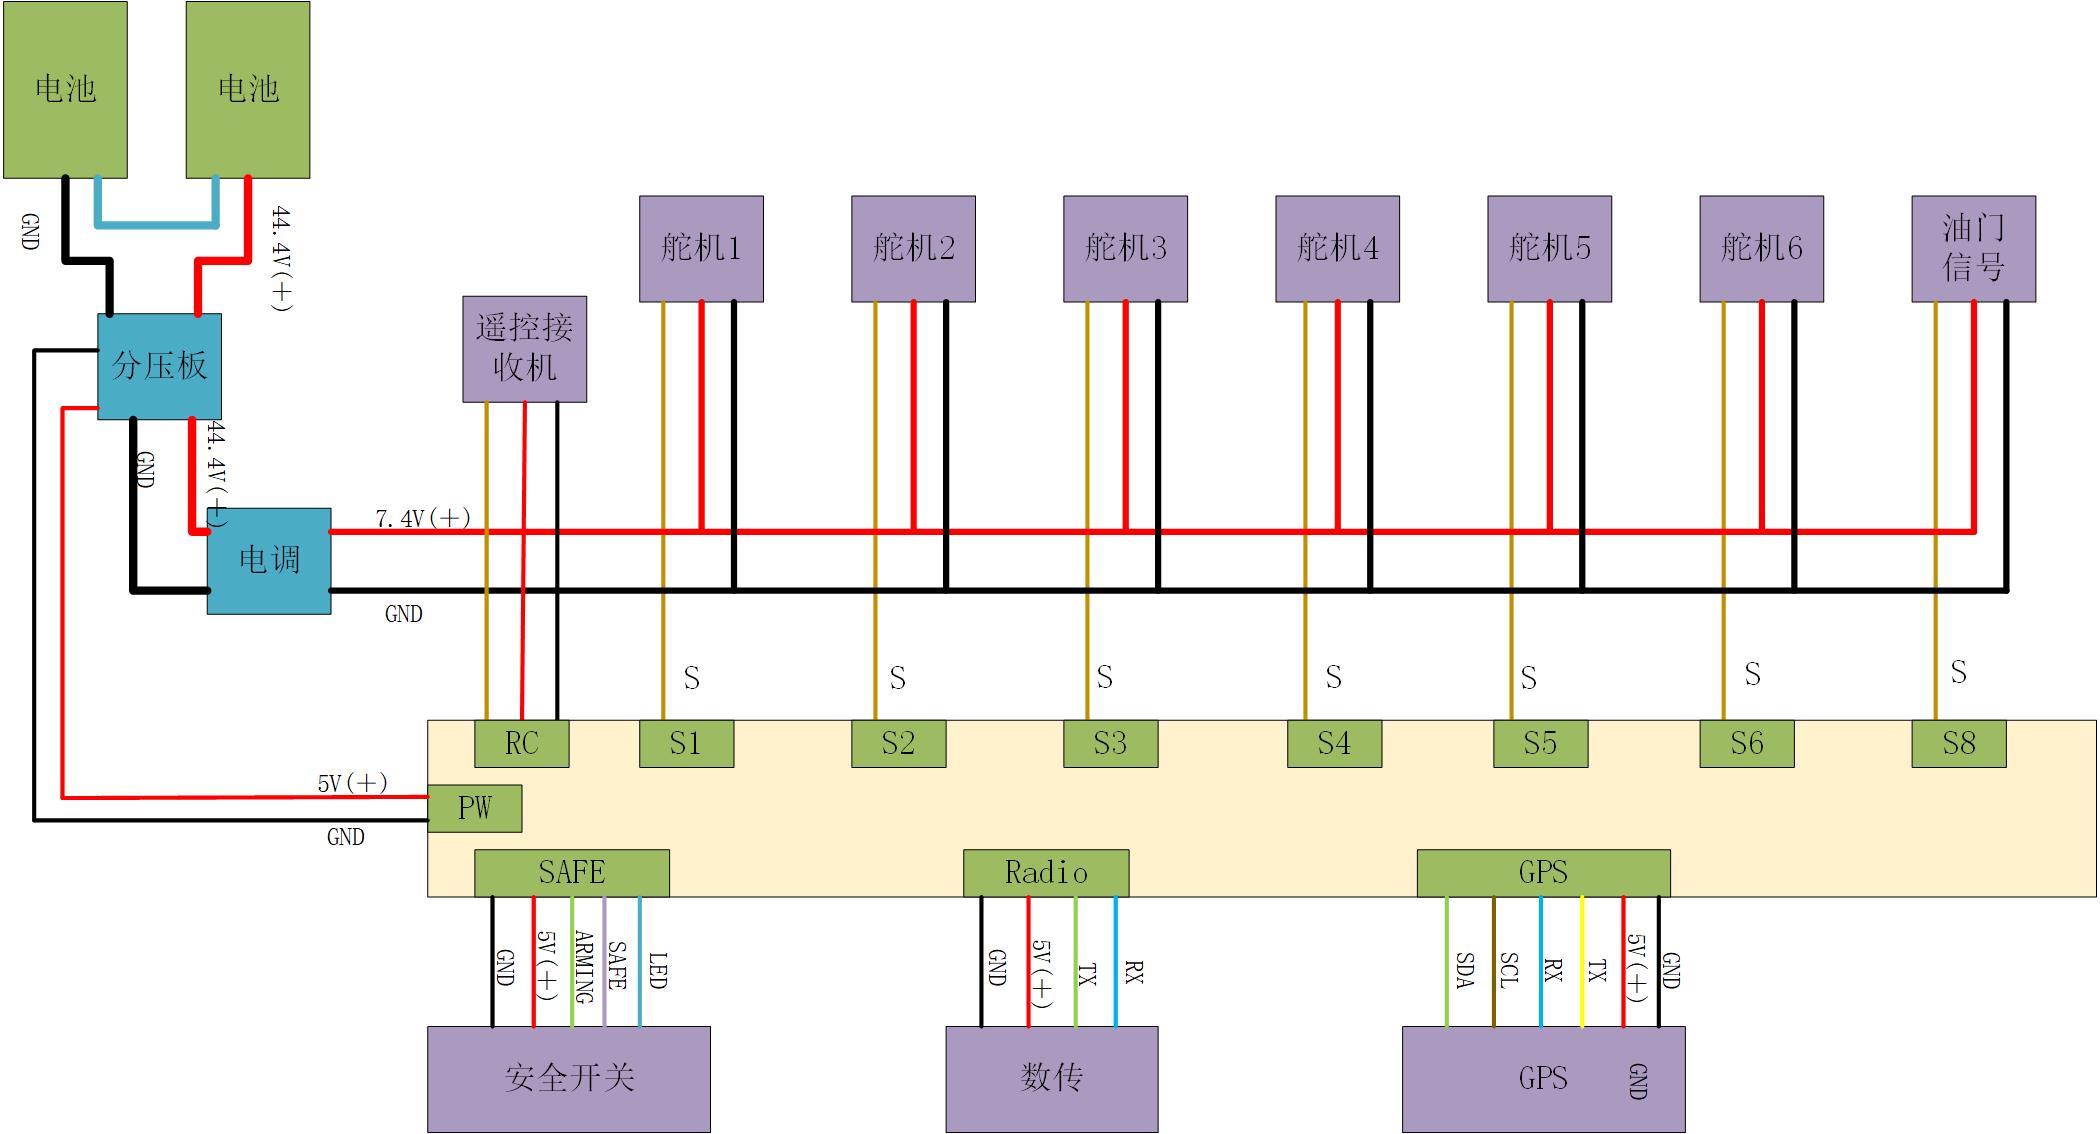 电池
电池
GND
44.4V(+)
舵机1
舵机2
舵机3
舵机4
舵机5
舵机6
油门
信号
遥控接
收机
分压板
GND
44.4V(+)
7.4V(+)
电调
GND
S
S
S
S
S
S
S
RC
S1
S2
S3
S4
S5
S6
S8
5V(+)
PW
GND
SAFE
Radio
GPS
GND
5V(+)
ARMING
SAFE
LED
GND
5V(+)
TX
RX
SDA
SCL
RX
TX
5V(+)
GND
安全开关
数传
GPS
GND